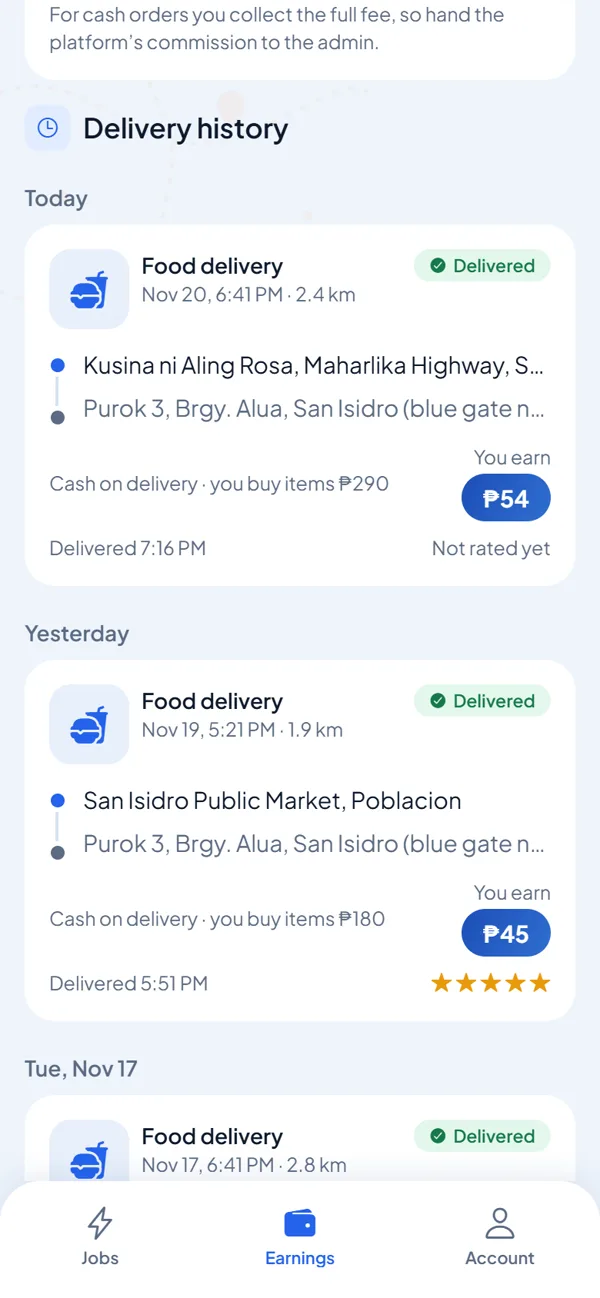 For cash orders you collect the full fee, so hand the
platform's commission to the admin.
Delivery history
Today
Food delivery
Delivered
Nov 20, 6:41 PM · 2.4 km
Kusina ni Aling Rosa, Maharlika Highway, S...
Purok 3, Brgy. Alua, San Isidro (blue gate n...
You earn
Cash on delivery · you buy items ₱290
₱54
Delivered 7:16 PM
Not rated yet
Yesterday
Food delivery
Delivered
Nov 19, 5:21 PM · 1.9 km
San Isidro Public Market, Poblacion
Purok 3, Brgy. Alua, San Isidro (blue gate n...
You earn
Cash on delivery · you buy items ₱180
₱45
Delivered 5:51 PM
Tue, Nov 17
Food delivery
Delivered
Nov 17, 6:41 PM · 2.8 km
Jobs
Earnings
Account